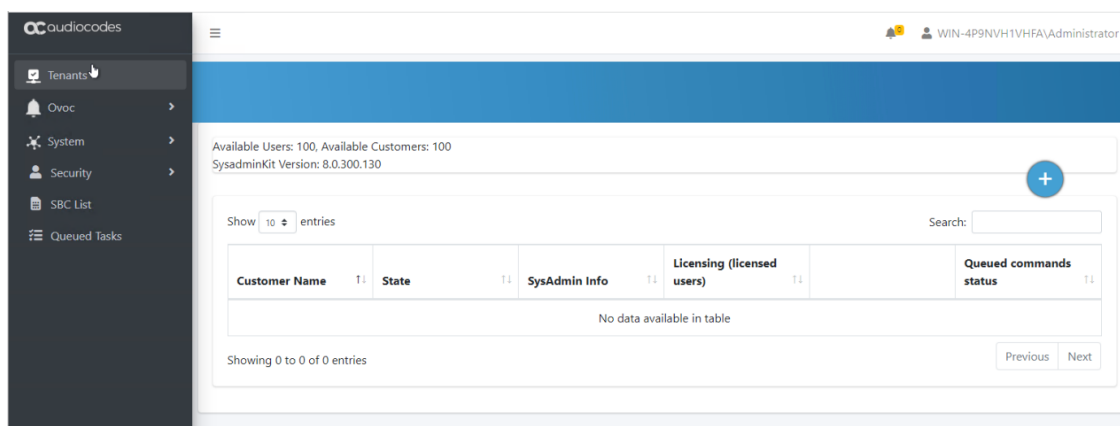 audiocodes
0
WIN-4P9NVH1VHFA\Administrator
Tenants
Ovoc
System
Security
SBC List
Queued Tasks
Available Users: 100, Available Customers: 100
SysadminKit Version: 8.0.300.130
+
Show 10 entries
Search:
Customer Name
State
SysAdmin Info
Licensing (licensed
users)
Queued commands
status
No data available in table
Showing 0 to 0 of 0 entries
Previous Next